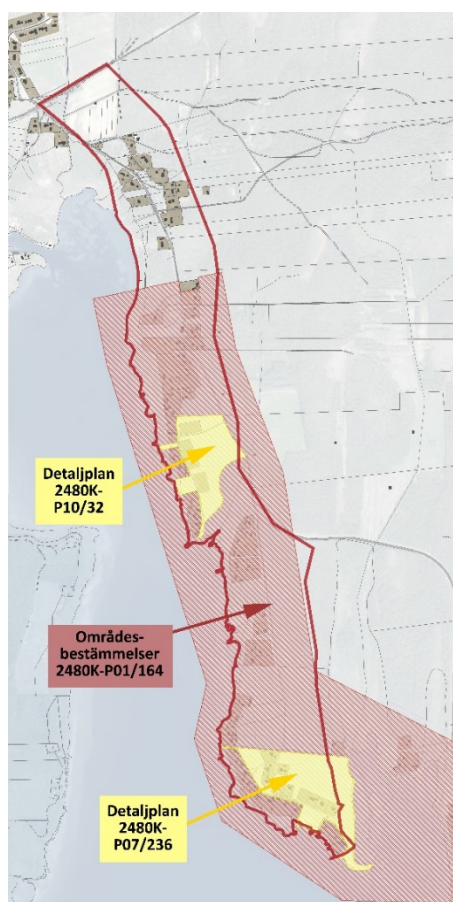 Detaljplan
2480K-
P10/32
Områdes-
bestämmelser
2480K-P01/164
Detaljplan
2480K-
P07/236